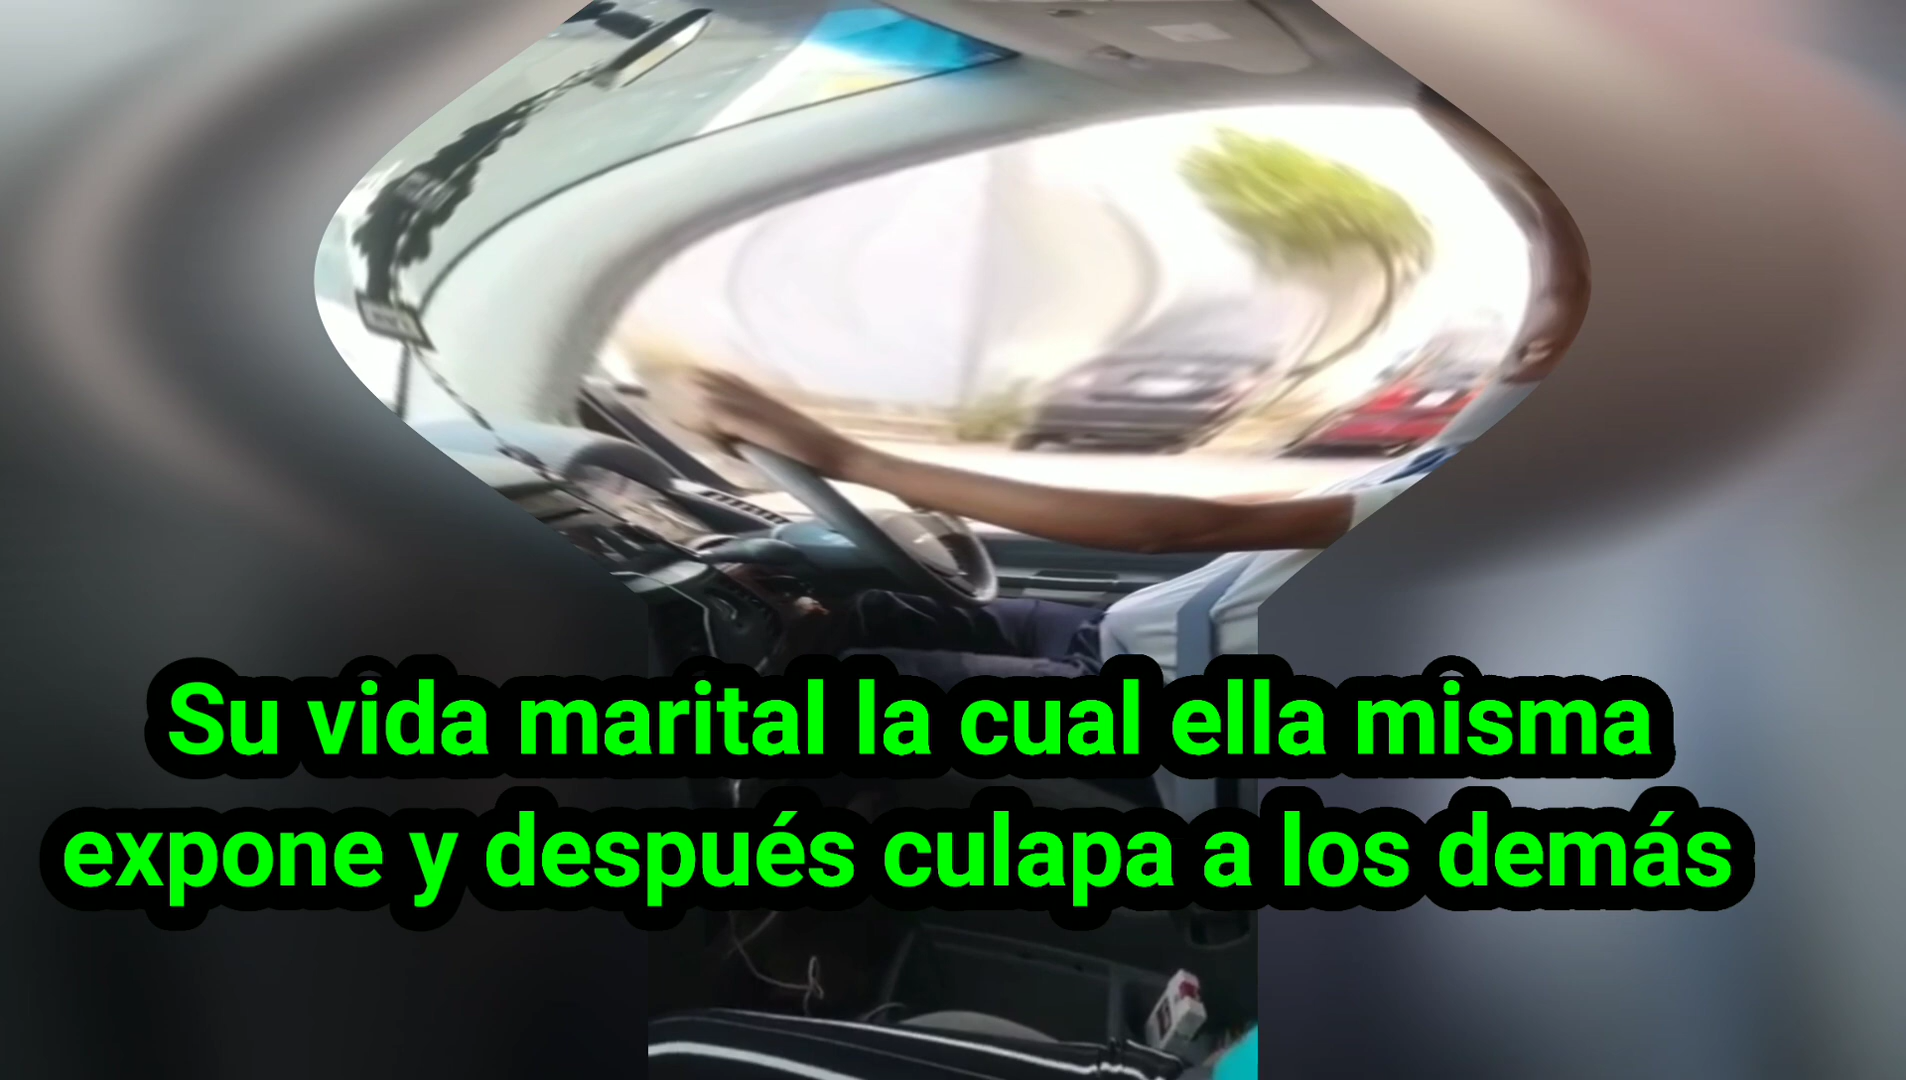 Su vida marital la cual ella misma
expone y después culapa a los demás